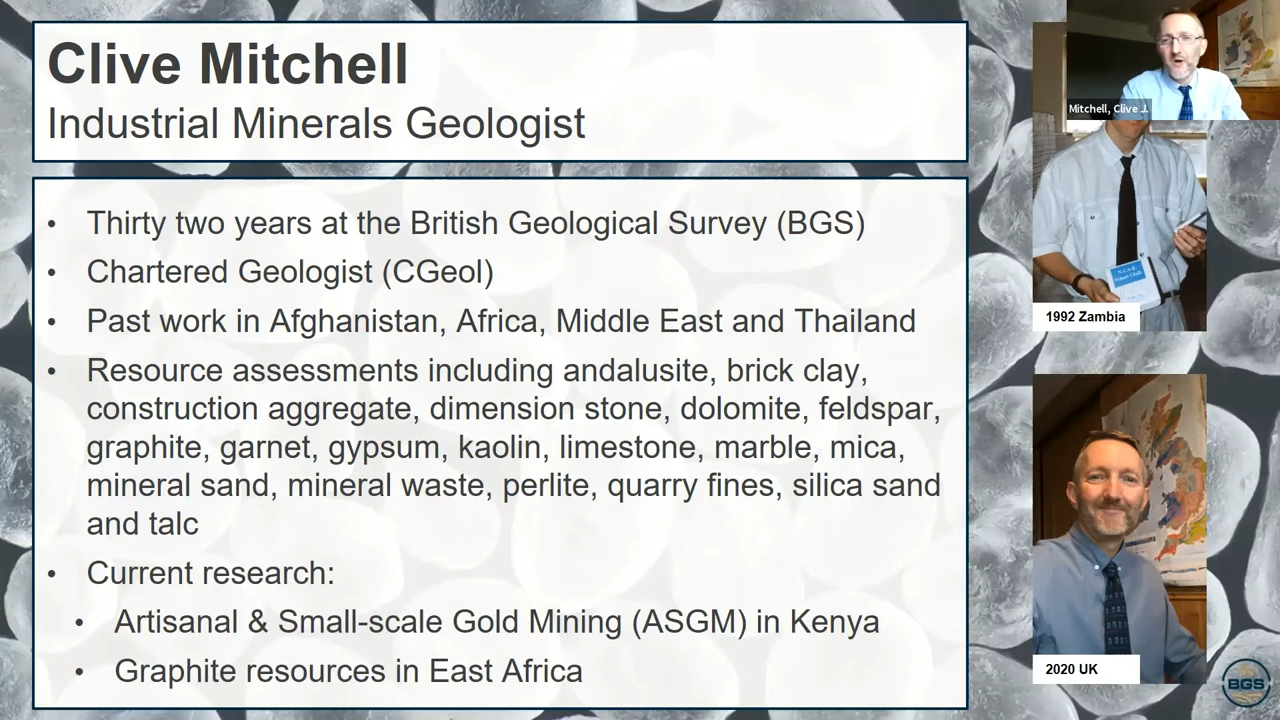 Clive Mitchell
Industrial Minerals Geologist
• Thirty two years at the British Geological Survey (BGS)
• Chartered Geologist (CGeol)
• Past work in Afghanistan, Africa, Middle East and Thailand
• Resource assessments including andalusite, brick clay,
construction aggregate, dimension stone, dolomite, feldspar,
graphite, garnet, gypsum, kaolin, limestone, marble, mica,
mineral sand, mineral waste, perlite, quarry fines, silica sand
and talc
• Current research:
• Artisanal & Small-scale Gold Mining (ASGM) in Kenya
• Graphite resources in East Africa
Mitchell, Clive J.
1992 Zambia
2020 UK
BGS